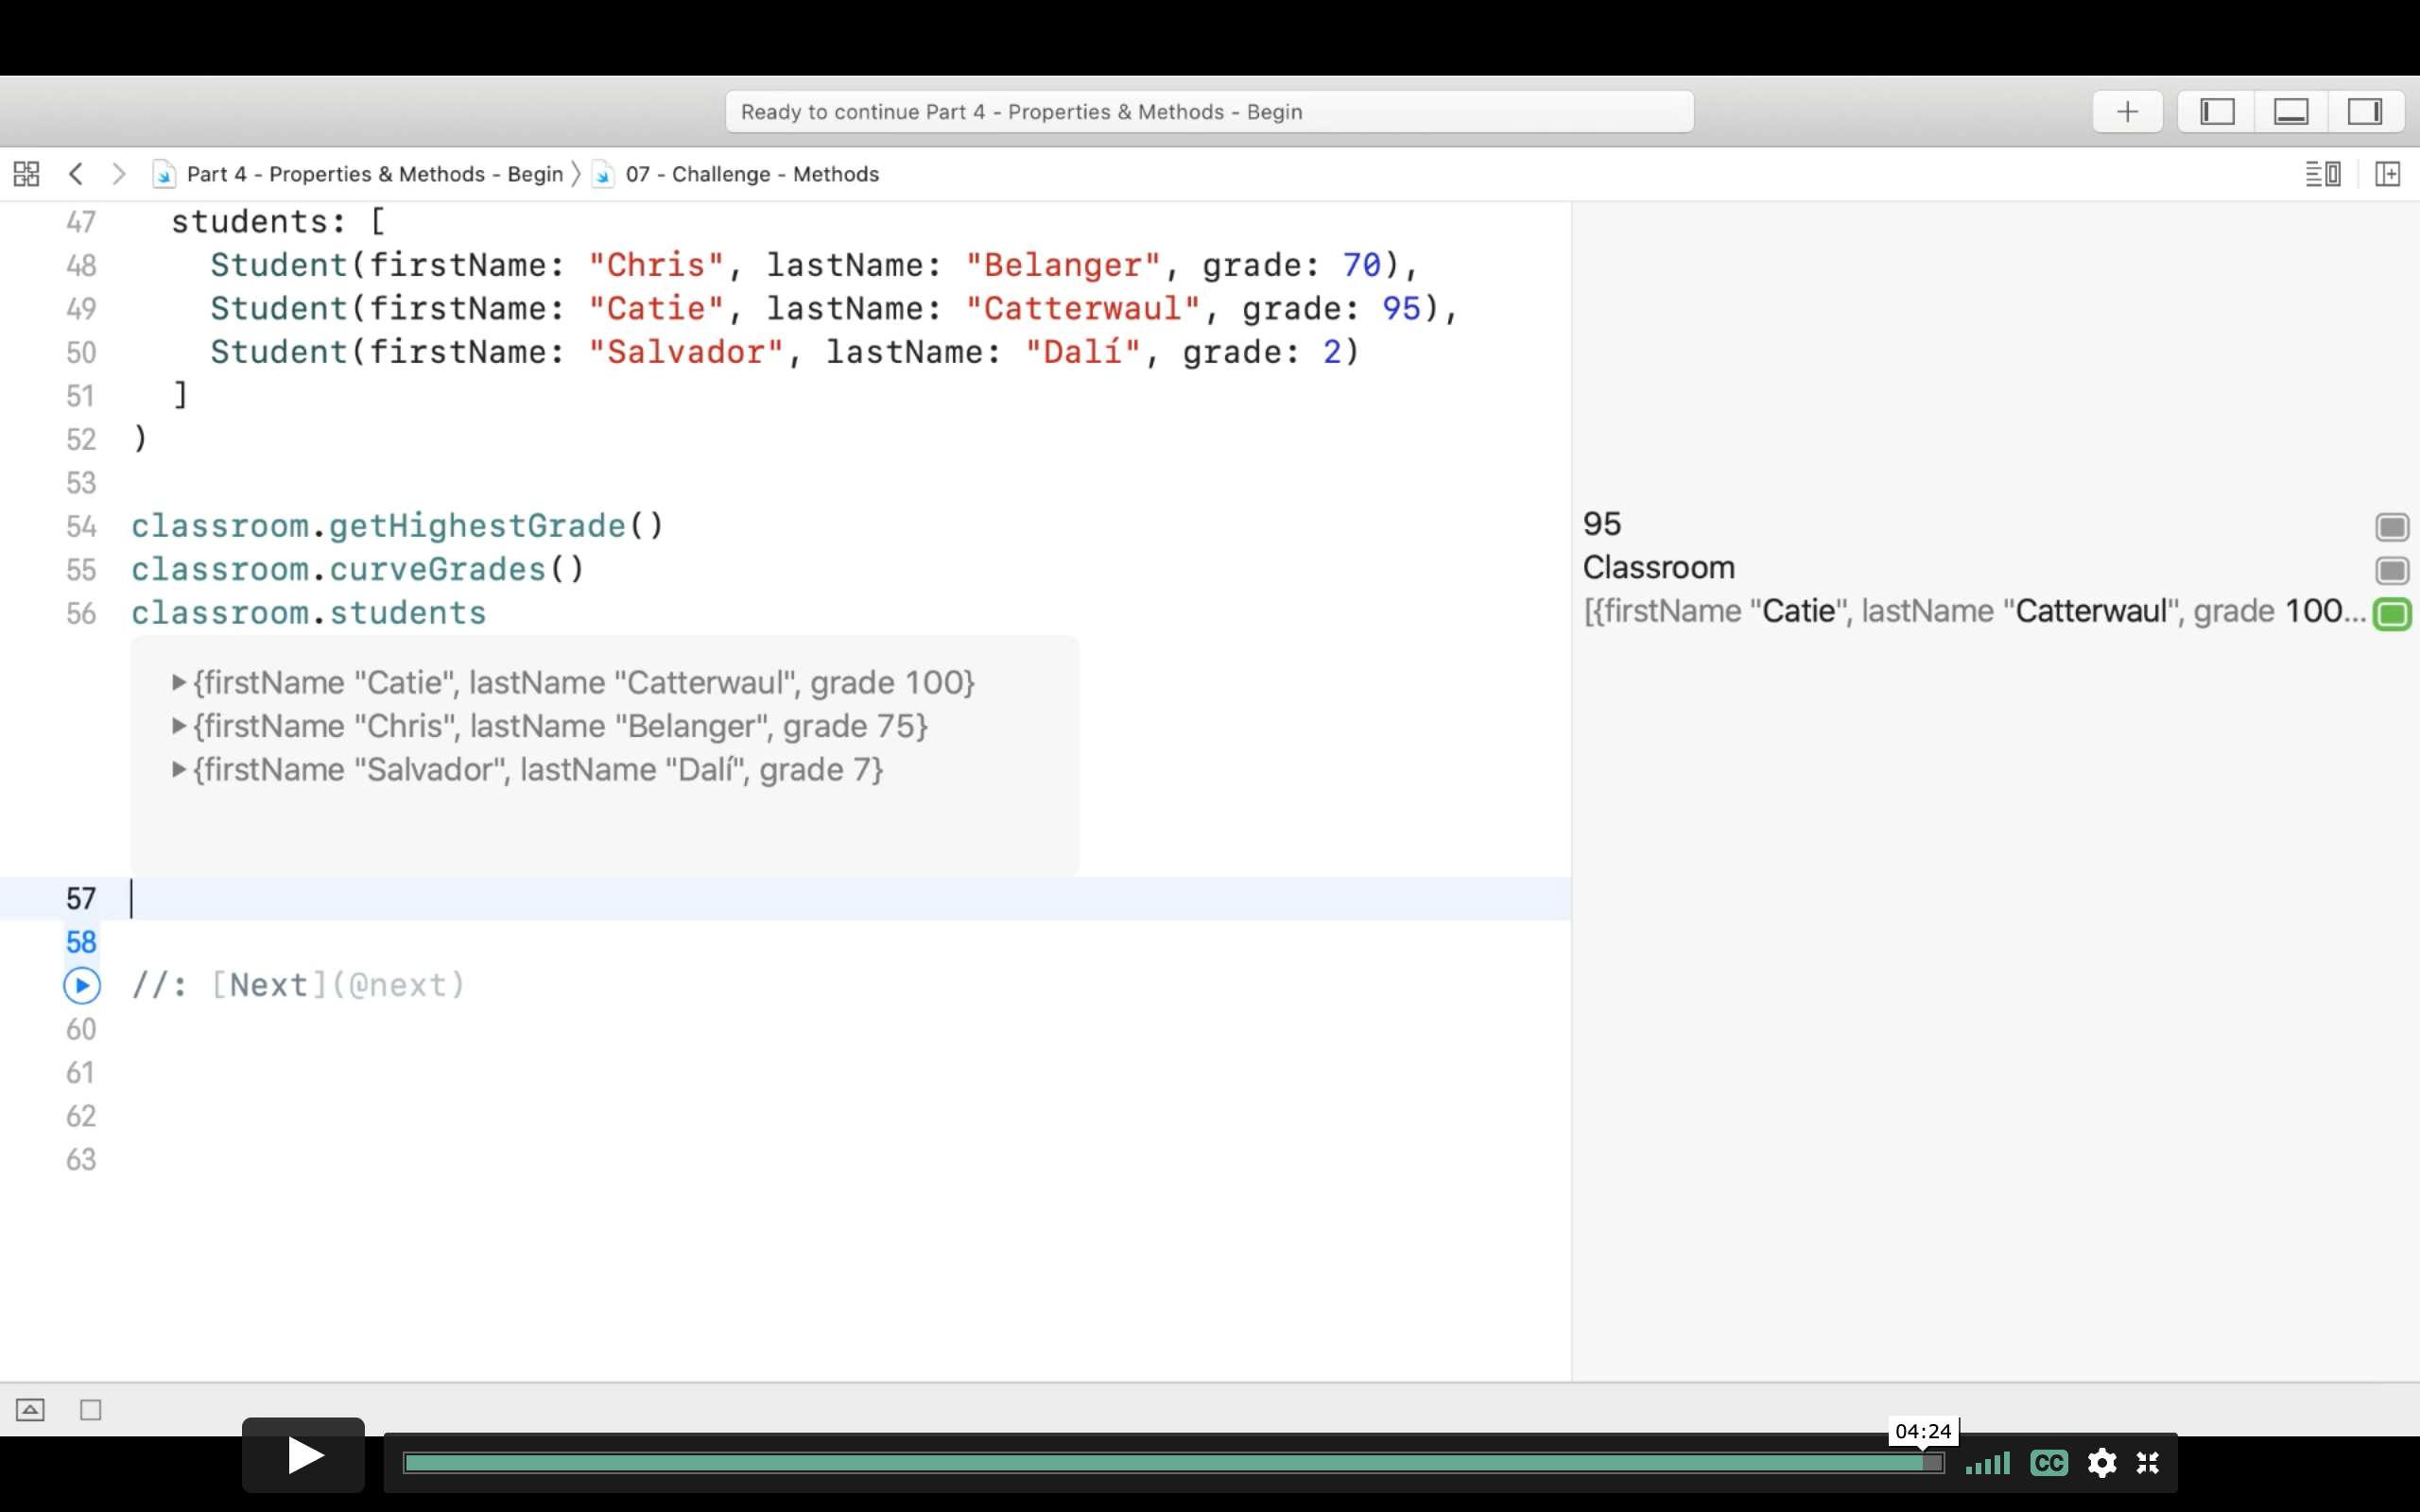 Ready to continue Part 4 - Properties & Methods - Begin
Part 4 - Properties & Methods - Begin 〉 07 - Challenge - Methods
47 students: [
48 Student(firstName: "Chris", lastName: "Belanger", grade: 70),
49 Student(firstName: "Catie", lastName: "Catterwaul", grade: 95),
50 Student(firstName: "Salvador", lastName: "Dalí", grade: 2)
51 ]
52 )
53
54 classroom.getHighestGrade() 95
55 classroom.curveGrades() Classroom
56 classroom.students [{firstName "Catie", lastName "Catterwaul", grade 100...
{firstName "Catie", lastName "Catterwaul", grade 100}
{firstName "Chris", lastName "Belanger", grade 75}
{firstName "Salvador", lastName "Dalí", grade 7}
57
58
//: [Next](@next)
60
61
62
63
04:24
CC